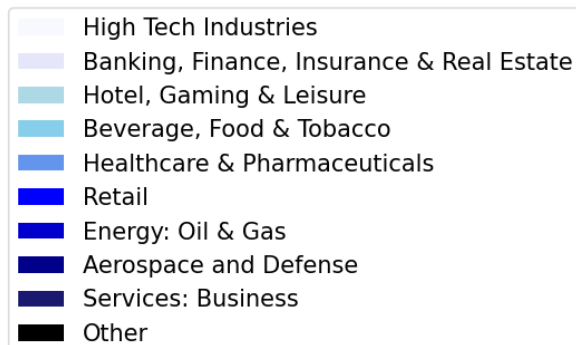 High Tech Industries
Banking, Finance, Insurance & Real Estate
Hotel, Gaming & Leisure
Beverage, Food & Tobacco
Healthcare & Pharmaceuticals
Retail
Energy: Oil & Gas
Aerospace and Defense
Services: Business
Other